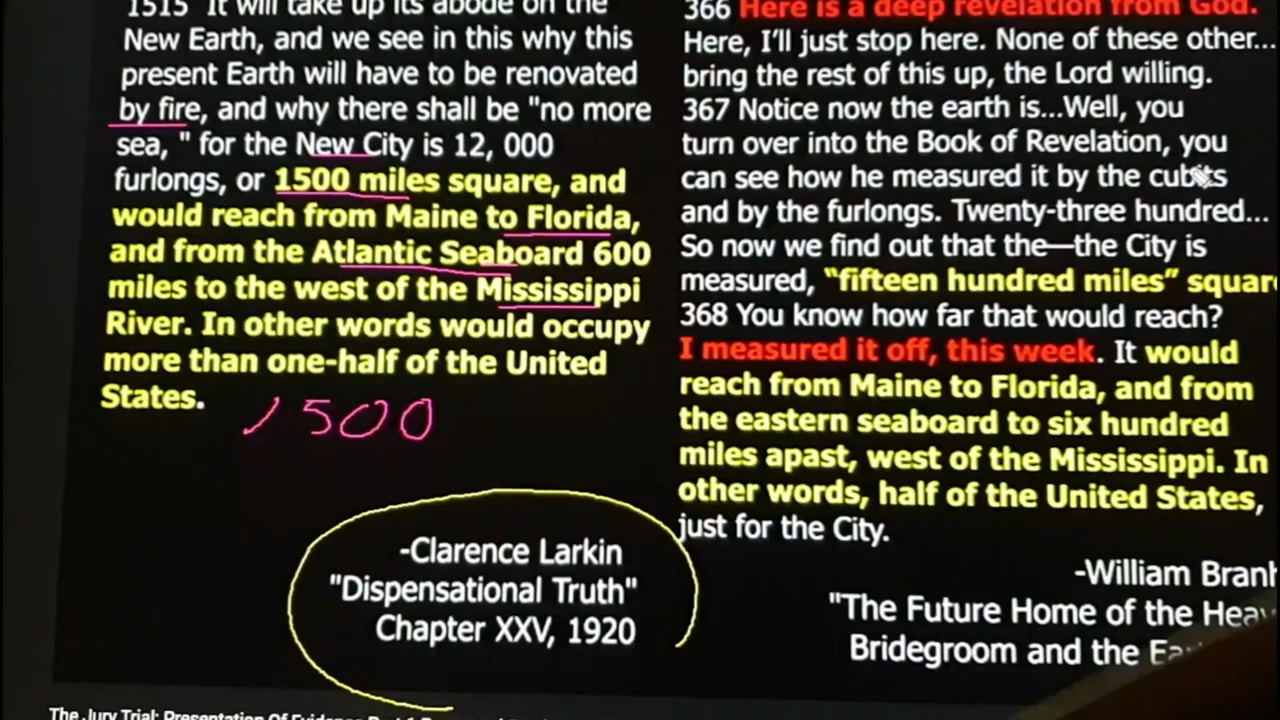 1515 It will take up its abode on the
New Earth, and we see in this why this
present Earth will have to be renovated
by fire, and why there shall be "no more
sea, " for the New City is 12, 000
furlongs, or 1500 miles square, and
would reach from Maine to Florida,
and from the Atlantic Seaboard 600
miles to the west of the Mississippi
River. In other words would occupy
more than one-half of the United
States.
1500
-Clarence Larkin
"Dispensational Truth"
Chapter XXV, 1920
366 Here is a deep revelation from God.
Here, I'll just stop here. None of these other...
bring the rest of this up, the Lord willing.
367 Notice now the earth is...Well, you
turn over into the Book of Revelation, you
can see how he measured it by the cubits
and by the furlongs. Twenty-three hundred...
So now we find out that the—the City is
measured, “fifteen hundred miles” squar
368 You know how far that would reach?
I measured it off, this week. It would
reach from Maine to Florida, and from
the eastern seaboard to six hundred
miles apast, west of the Mississippi. In
other words, half of the United States,
just for the City.
-William Bran
"The Future Home of the Hea
Bridegroom and the Ea
The Jury Trial: Presentation Of Evidence Part